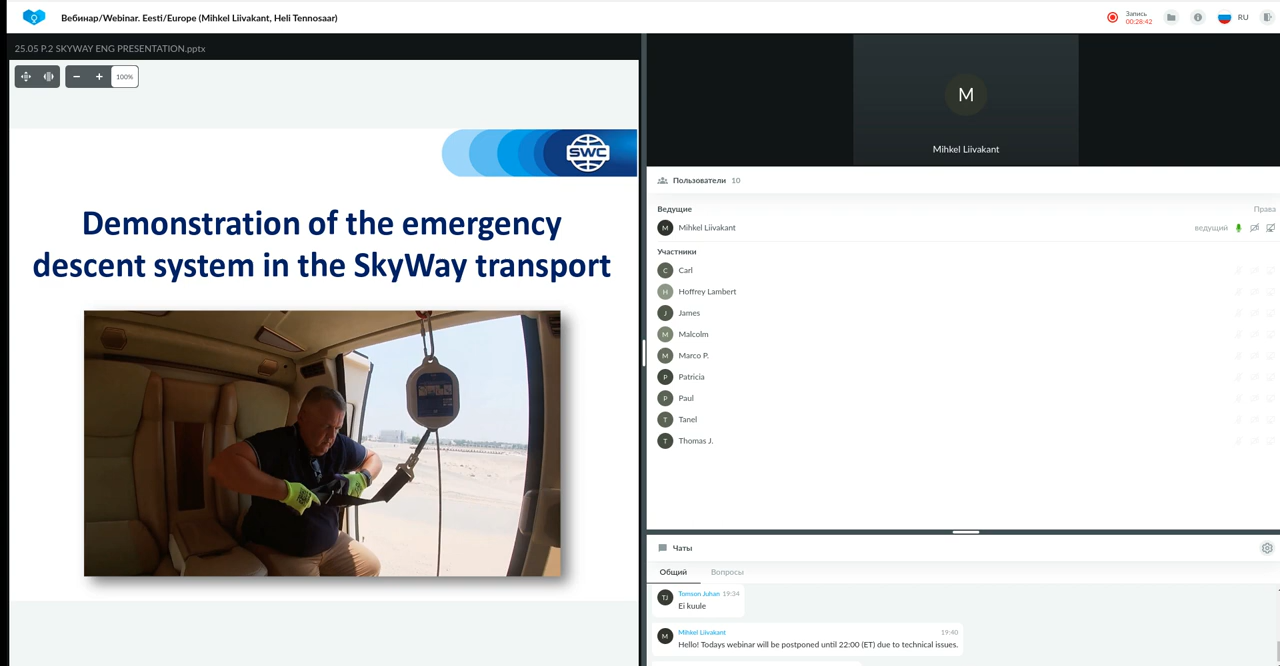 Вебинар/Webinar. Eesti/Europe (Mihkel Liivakant, Heli Tennosaar)
Запись
00:28:42
RU
25.05 P.2 SKYWAY ENG PRESENTATION.pptx
100%
SWC
Demonstration of the emergency
descent system in the SkyWay transport
M
Mihkel Liivakant
Пользователи 10
Ведущие
Права
M Mihkel Liivakant ведущий
Участники
C Carl
H Hoffrey Lambert
J James
M Malcolm
M Marco P.
P Patricia
P Paul
T Tanel
T Thomas J.
Чаты
Общий Вопросы
TJ Tomson Juhan 19:34
Ei kuule
M Mihkel Liivakant 19:40
Hello! Todays webinar will be postponed until 22:00 (ET) due to technical issues.